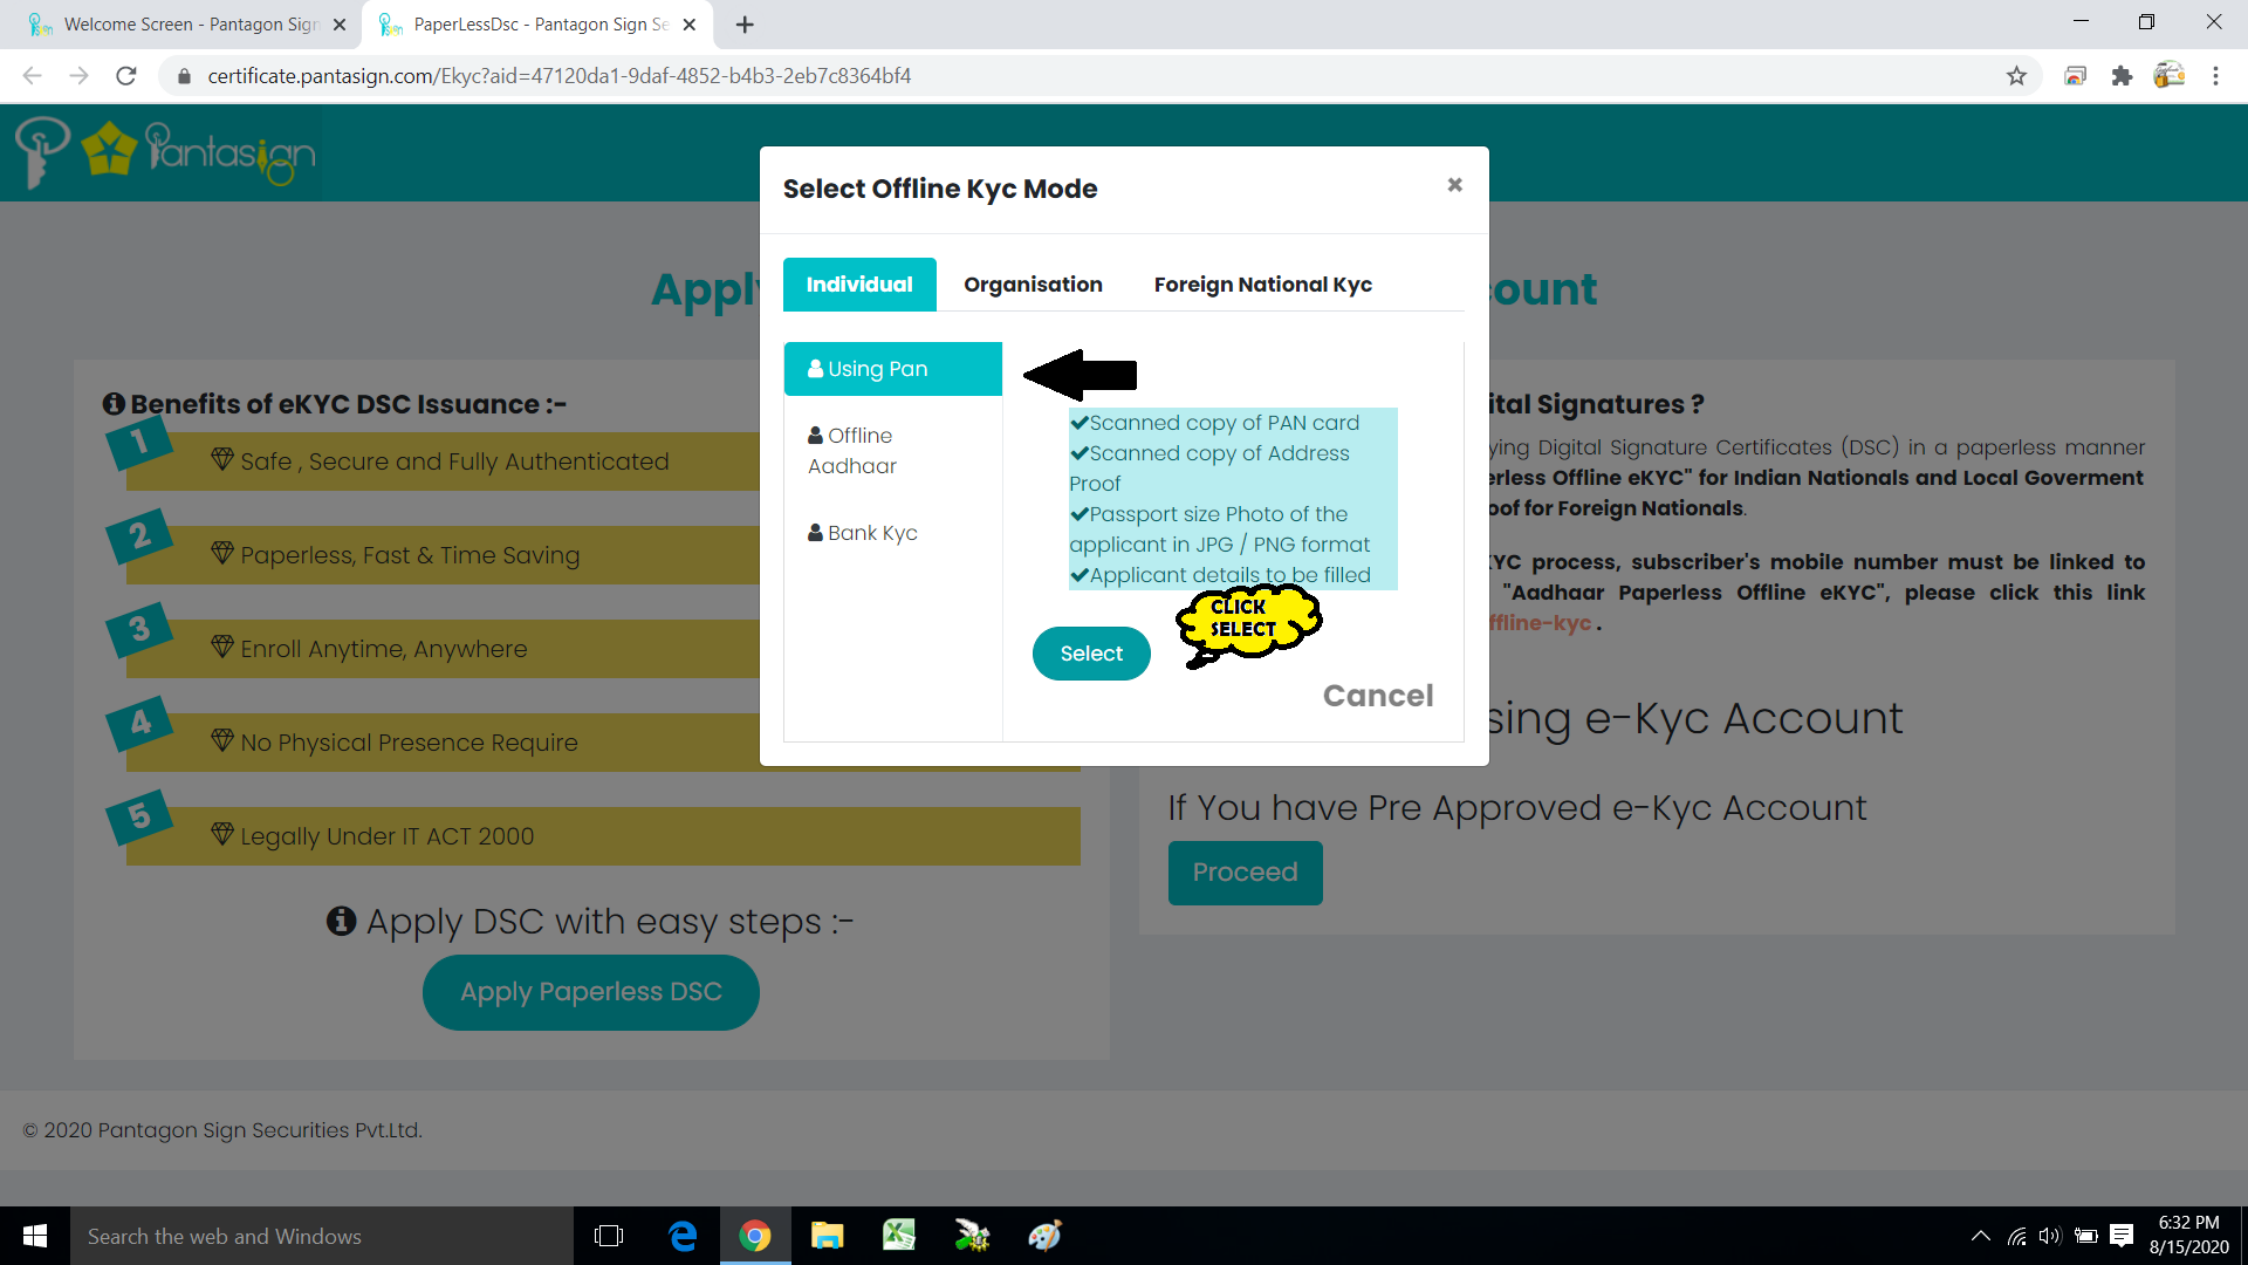 Welcome Screen - Pantagon Sign
PaperLessDsc - Pantagon Sign Se
certificate.pantasign.com/Ekyc?aid=47120da1-9daf-4852-b4b3-2eb7c8364bf4
Pantasign
Select Offline Kyc Mode
Individual
Organisation
Foreign National Kyc
Using Pan
Offline
Aadhaar
Bank Kyc
Scanned copy of PAN card
Scanned copy of Address
Proof
Passport size Photo of the
applicant in JPG / PNG format
Applicant details to be filled
CLICK
SELECT
Select
Cancel
Appl
ount
Benefits of eKYC DSC Issuance :-
1
Safe , Secure and Fully Authenticated
2
Paperless, Fast & Time Saving
3
Enroll Anytime, Anywhere
4
No Physical Presence Require
5
Legally Under IT ACT 2000
Apply DSC with easy steps :-
Apply Paperless DSC
ital Signatures ?
ying Digital Signature Certificates (DSC) in a paperless manner
erless Offline eKYC" for Indian Nationals and Local Goverment
oof for Foreign Nationals.
YC process, subscriber's mobile number must be linked to
"Aadhaar Paperless Offline eKYC", please click this link
ffline-kyc .
sing e-Kyc Account
If You have Pre Approved e-Kyc Account
Proceed
© 2020 Pantagon Sign Securities Pvt.Ltd.
Search the web and Windows
6:32 PM
8/15/2020